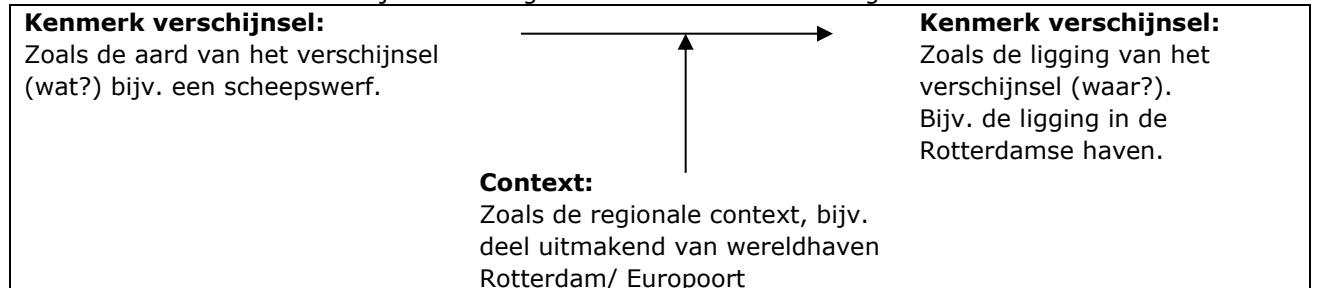 Kenmerk verschijnsel:
Zoals de aard van het verschijnsel
(wat?) bijv. een scheepswerf.
Kenmerk verschijnsel:
Zoals de ligging van het
verschijnsel (waar?).
Bijv. de ligging in de
Rotterdamse haven.
Context:
Zoals de regionale context, bijv.
deel uitmakend van wereldhaven
Rotterdam/ Europoort